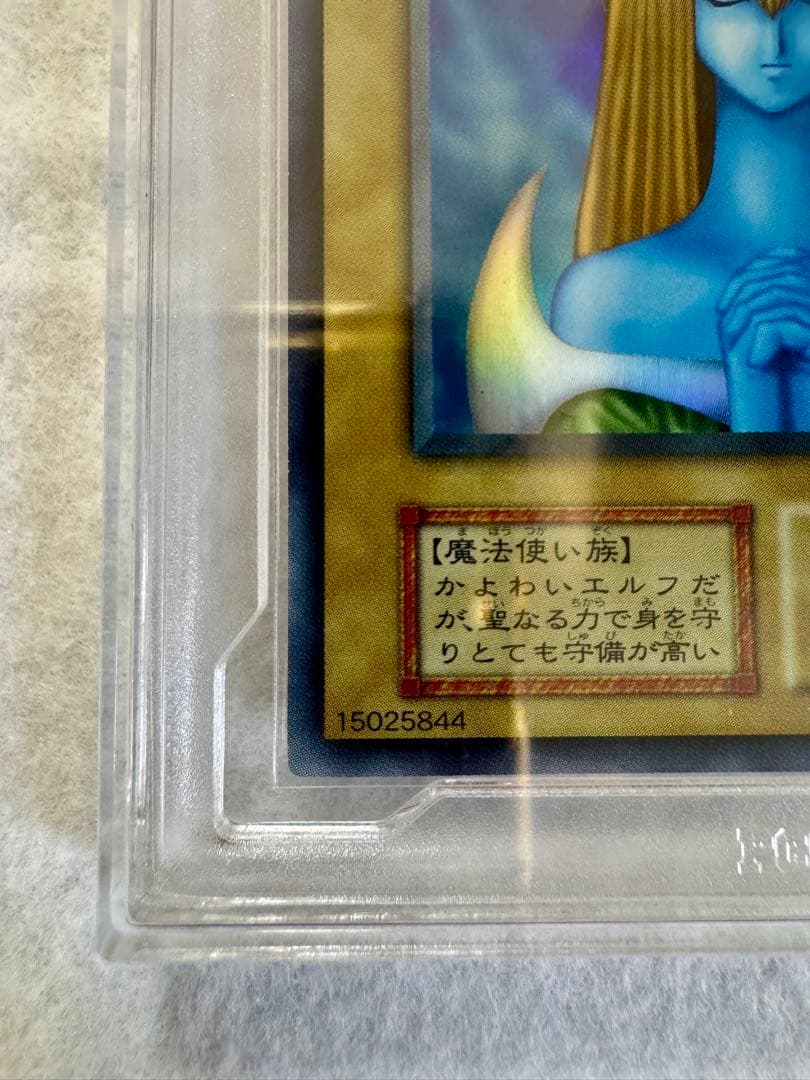 【魔法使い族】
かよわいエルフだ
が、聖なる力で身を守
りとても守備が高い
15025844